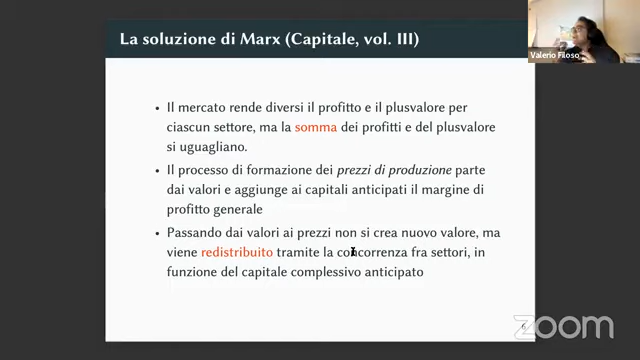 La soluzione di Marx (Capitale, vol. III)
Valerio Filoso
• Il mercato rende diversi il profitto e il plusvalore per
ciascun settore, ma la somma dei profitti e del plusvalore
si uguagliano.
• Il processo di formazione dei prezzi di produzione parte
dai valori e aggiunge ai capitali anticipati il margine di
profitto generale
• Passando dai valori ai prezzi non si crea nuovo valore, ma
viene redistribuito tramite la concorrenza fra settori, in
funzione del capitale complessivo anticipato
6
zoom